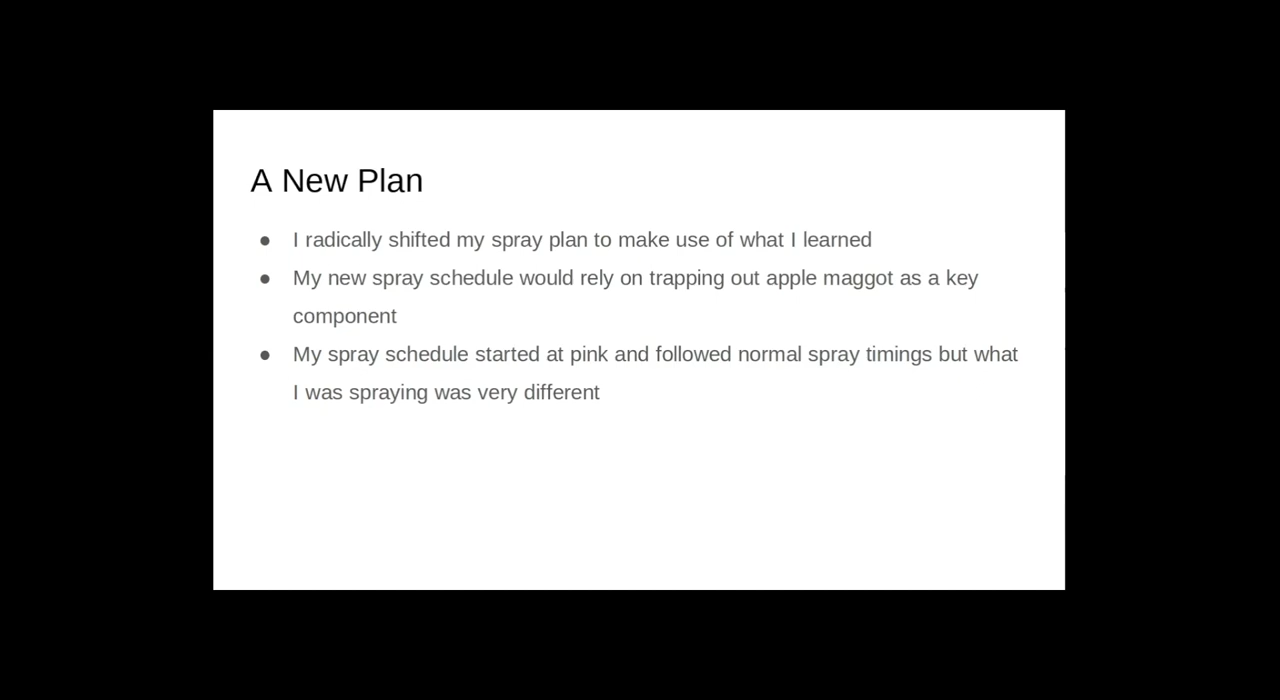 A New Plan
● I radically shifted my spray plan to make use of what I learned
● My new spray schedule would rely on trapping out apple maggot as a key
component
● My spray schedule started at pink and followed normal spray timings but what
I was spraying was very different